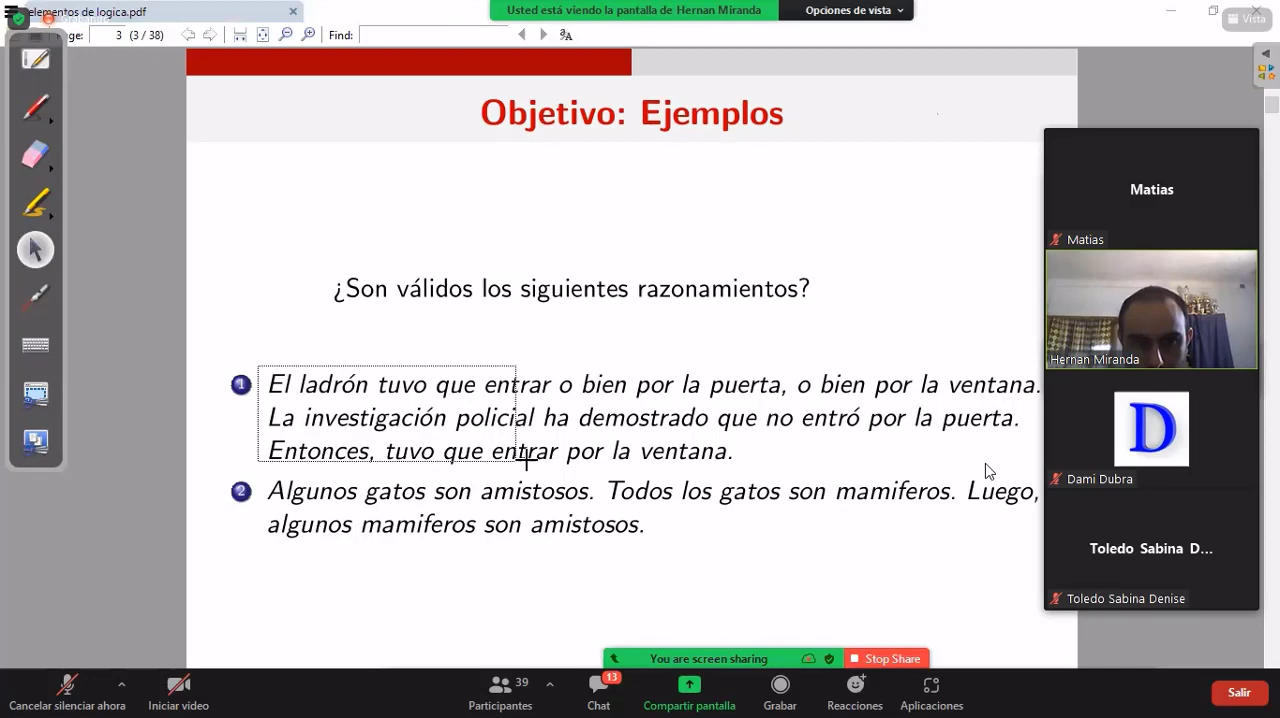 elementos de logica.pdf
Usted está viendo la pantalla de Hernan Miranda
Opciones de vista
Page: 3 (3 / 38)
Find:
Vista
Objetivo: Ejemplos
¿Son válidos los siguientes razonamientos?
1 El ladrón tuvo que entrar o bien por la puerta, o bien por la ventana.
La investigación policial ha demostrado que no entró por la puerta.
Entonces, tuvo que entrar por la ventana.
2 Algunos gatos son amistosos. Todos los gatos son mamiferos. Luego,
algunos mamiferos son amistosos.
Matias
Matias
Hernan Miranda
D
Dami Dubra
Toledo Sabina D...
Toledo Sabina Denise
You are screen sharing
Stop Share
Cancelar silenciar ahora
Iniciar video
39
Participantes
13
Chat
Compartir pantalla
Grabar
Reacciones
Aplicaciones
Salir